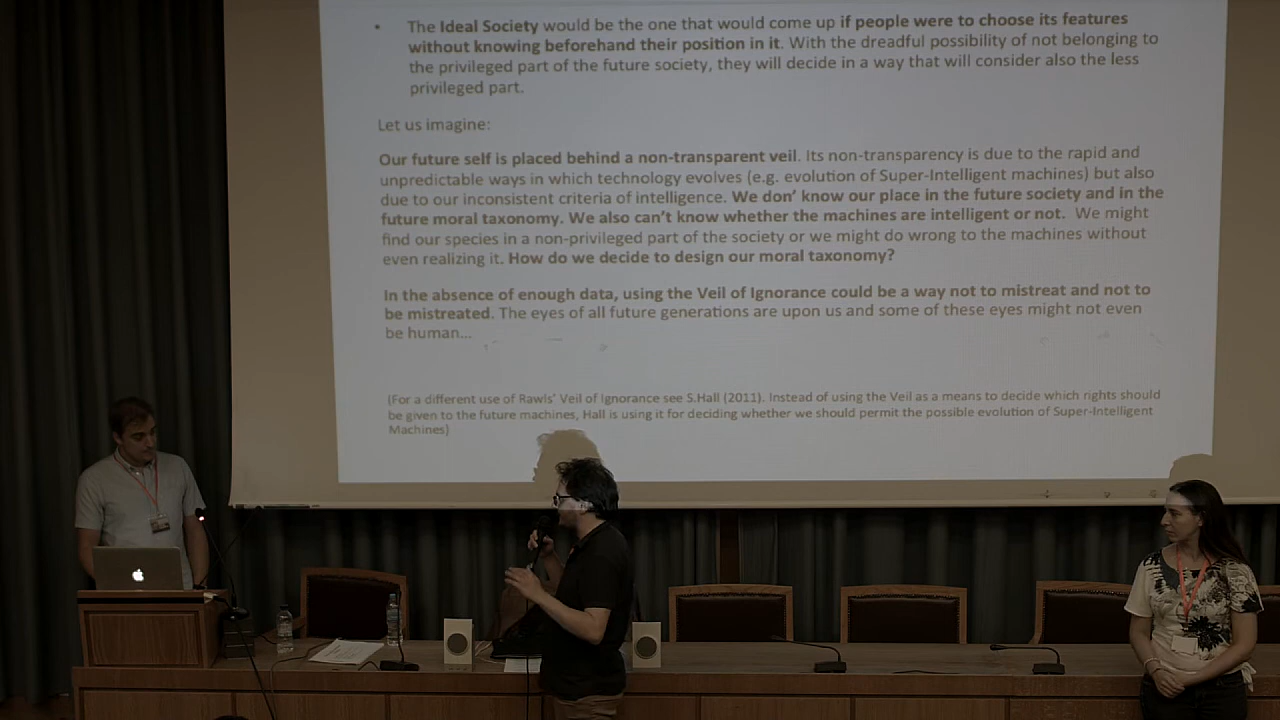 • The Ideal Society would be the one that would come up if people were to choose its features
without knowing beforehand their position in it. With the dreadful possibility of not belonging to
the privileged part of the future society, they will decide in a way that will consider also the less
privileged part.
Let us imagine:
Our future self is placed behind a non-transparent veil. Its non-transparency is due to the rapid and
unpredictable ways in which technology evolves (e.g. evolution of Super-Intelligent machines) but also
due to our inconsistent criteria of intelligence. We don' know our place in the future society and in the
future moral taxonomy. We also can't know whether the machines are intelligent or not. We might
find our species in a non-privileged part of the society or we might do wrong to the machines without
even realizing it. How do we decide to design our moral taxonomy?
In the absence of enough data, using the Veil of Ignorance could be a way not to mistreat and not to
be mistreated. The eyes of all future generations are upon us and some of these eyes might not even
be human...
(For a different use of Rawls' Veil of Ignorance see S.Hall (2011). Instead of using the Veil as a means to decide which rights should
be given to the future machines, Hall is using it for deciding whether we should permit the possible evolution of Super-Intelligent
Machines)